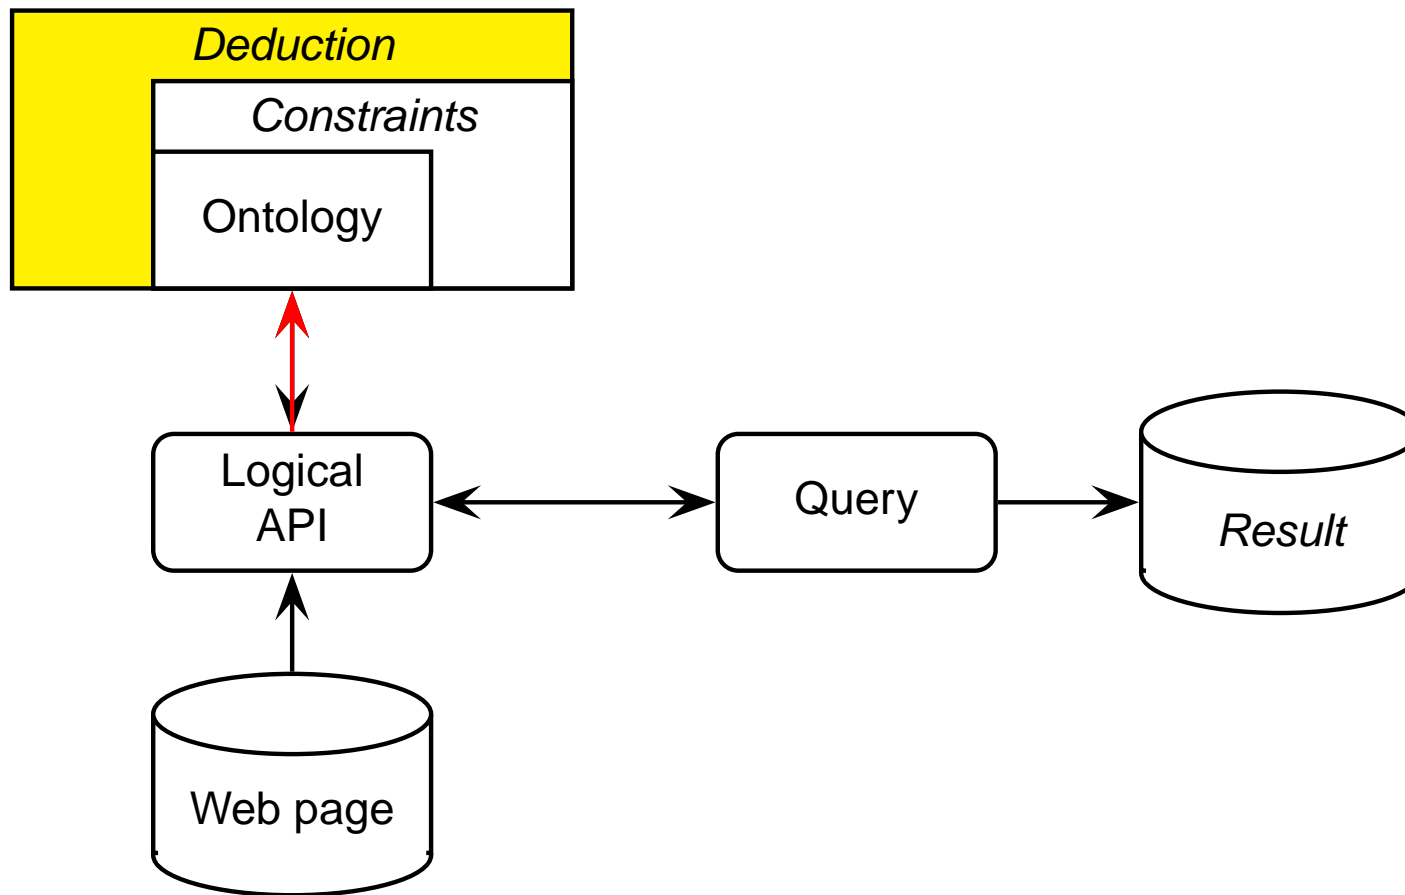 Deduction
Constraints
Ontology
Logical
API
Query
Result
Web page